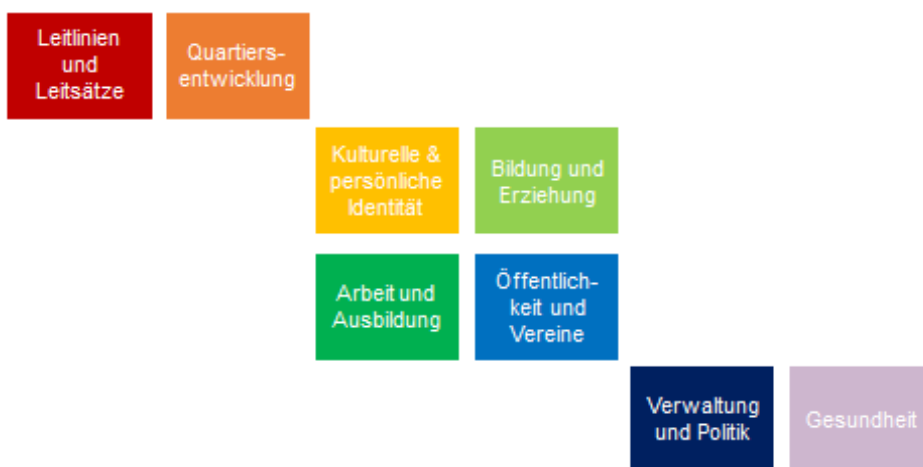 Leitlinien
und
Leitsätze
Quartiers-
entwicklung
Kulturelle &
persönliche
Identität
Bildung und
Erziehung
Arbeit und
Ausbildung
Öffentlich-
keit und
Vereine
Verwaltung
und Politik
Gesundheit